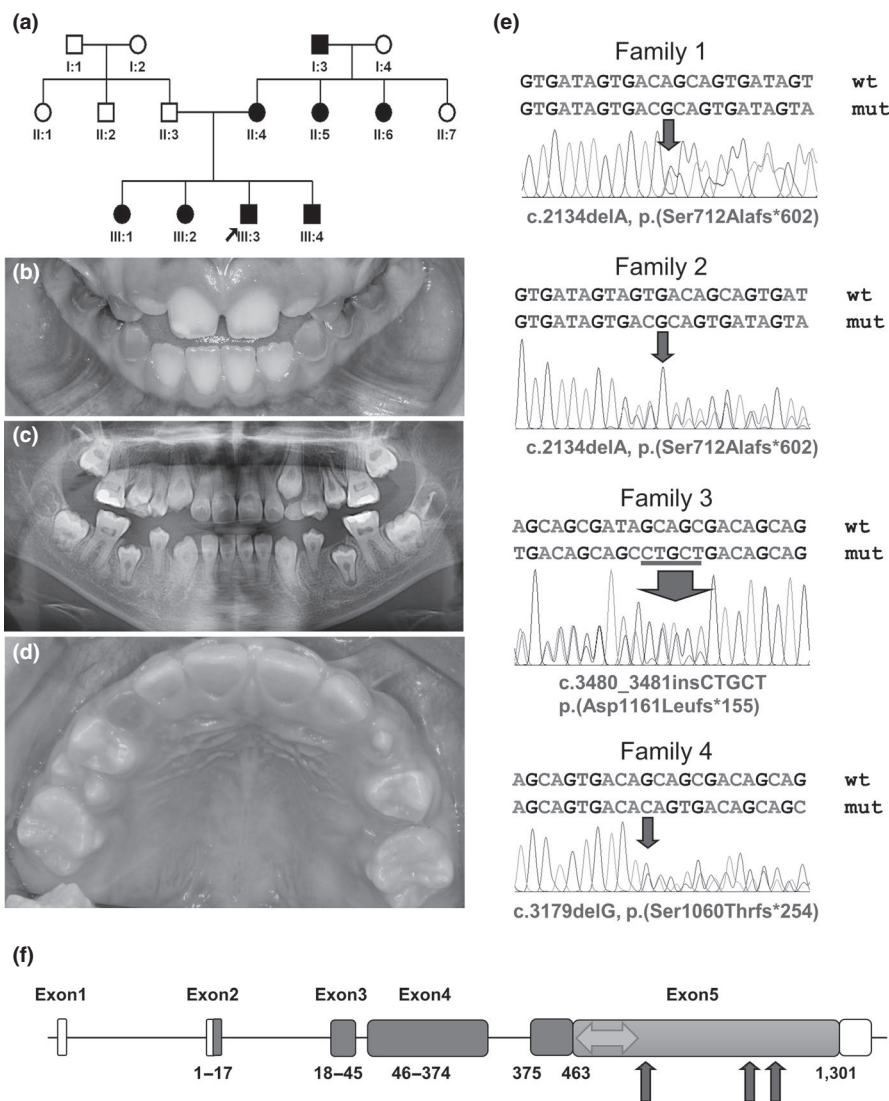 (a)
I:1 I:2 I:3 I:4
II:1 II:2 II:3 II:4 II:5 II:6 II:7
III:1 III:2 III:3 III:4
(b)
(c)
(d)
(e)
Family 1
GTGATAGTGACAGCAGTGATAGT wt
GTGATAGTGACGCAGTGATAGTA mut
c.2134delA, p.(Ser712Alafs*602)
Family 2
GTGATAGTAGTGACAGCAGTGAT wt
GTGATAGTGACGCAGTGATAGTA mut
c.2134delA, p.(Ser712Alafs*602)
Family 3
AGCAGCGATAGCAGCGACAGCAG wt
TGACAGCAGCCTGCTGACAGCAG mut
c.3480_3481insCTGCT
p.(Asp1161Leufs*155)
Family 4
AGCAGTGACAGCAGCGACAGCAG wt
AGCAGTGACACAGTGACAGCAGC mut
c.3179delG, p.(Ser1060Thrfs*254)
(f)
Exon1 Exon2 Exon3 Exon4 Exon5
1–17 18–45 46–374 375 463 1,301